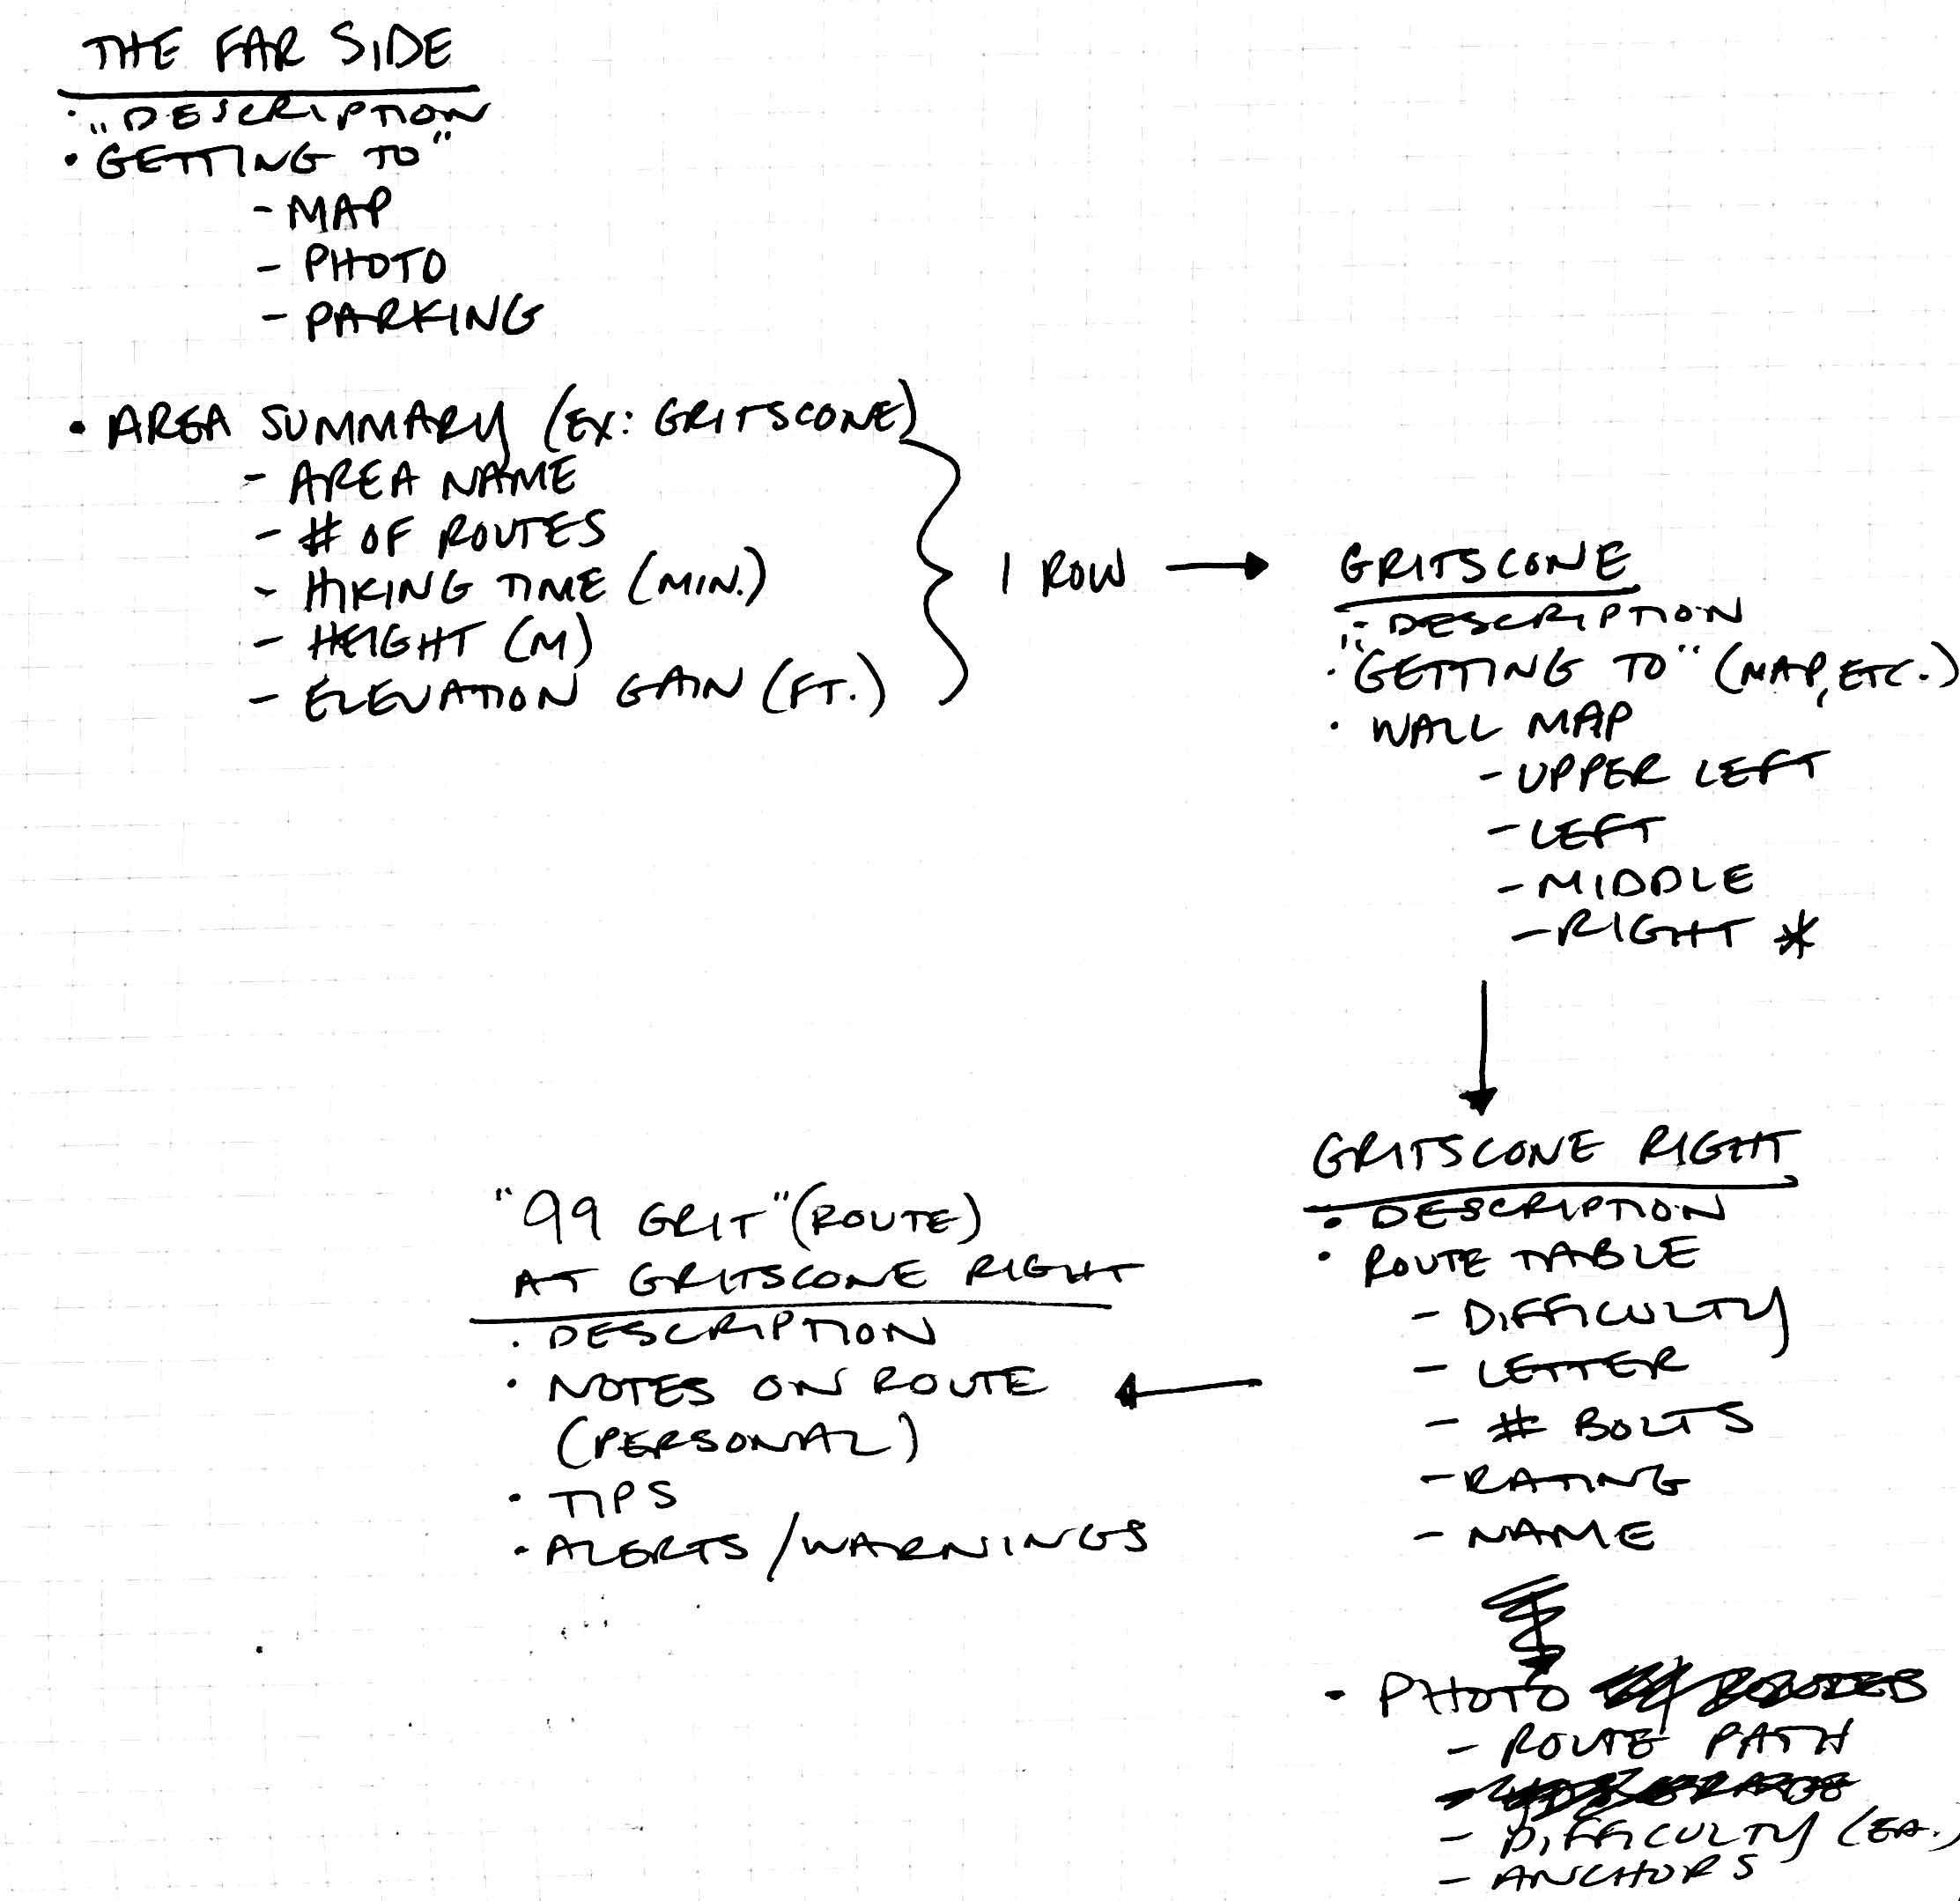 THE FAR SIDE
• DESCRIPTION
• "GETTING TO"
- MAP
- PHOTO
- PARKING
• AREA SUMMARY (EX: GRITSCONE)
- AREA NAME
- # OF ROUTES
- HIKING TIME (MIN.)
- HEIGHT (M)
- ELEVATION GAIN (FT.)
1 ROW
GRITSCONE
• DESCRIPTION
• "GETTING TO" (MAP, ETC.)
• WALL MAP
- UPPER LEFT
- LEFT
- MIDDLE
- RIGHT *
GRITSCONE RIGHT
• DESCRIPTION
• ROUTE TABLE
- DIFFICULTY
- LETTER
- # BOLTS
- RATING
- NAME
• PHOTO
- ROUTE PATH
- DIFFICULTY (EA.)
- ANCHORS
"99 GRIT" (ROUTE)
AT GRITSCONE RIGHT
• DESCRIPTION
• NOTES ON ROUTE
(PERSONAL)
• TIPS
• ALERTS/WARNINGS